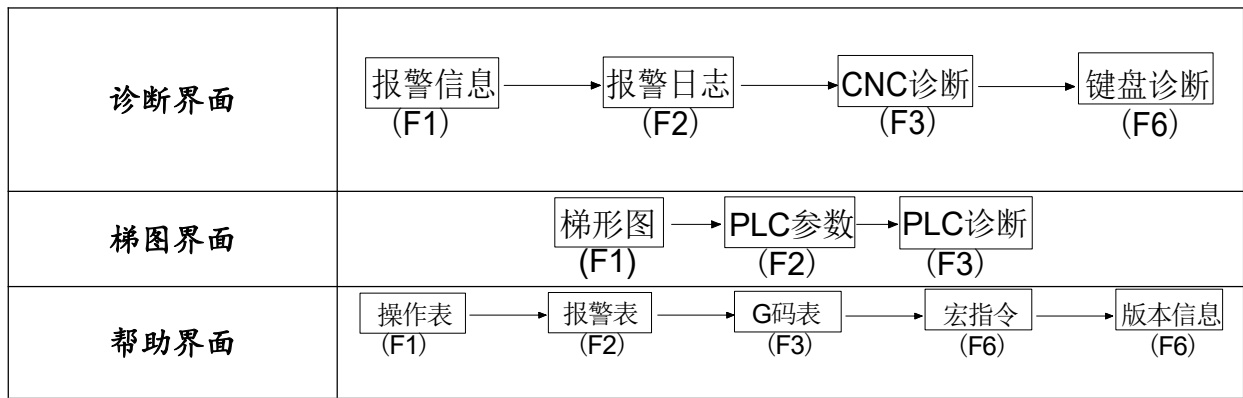 诊断界面
报警信息 报警日志 CNC诊断 键盘诊断
(F1) (F2) (F3) (F6)
梯图界面
梯形图 PLC参数 PLC诊断
(F1) (F2) (F3)
帮助界面
操作表 报警表 G码表 宏指令 版本信息
(F1) (F2) (F3) (F6) (F6)